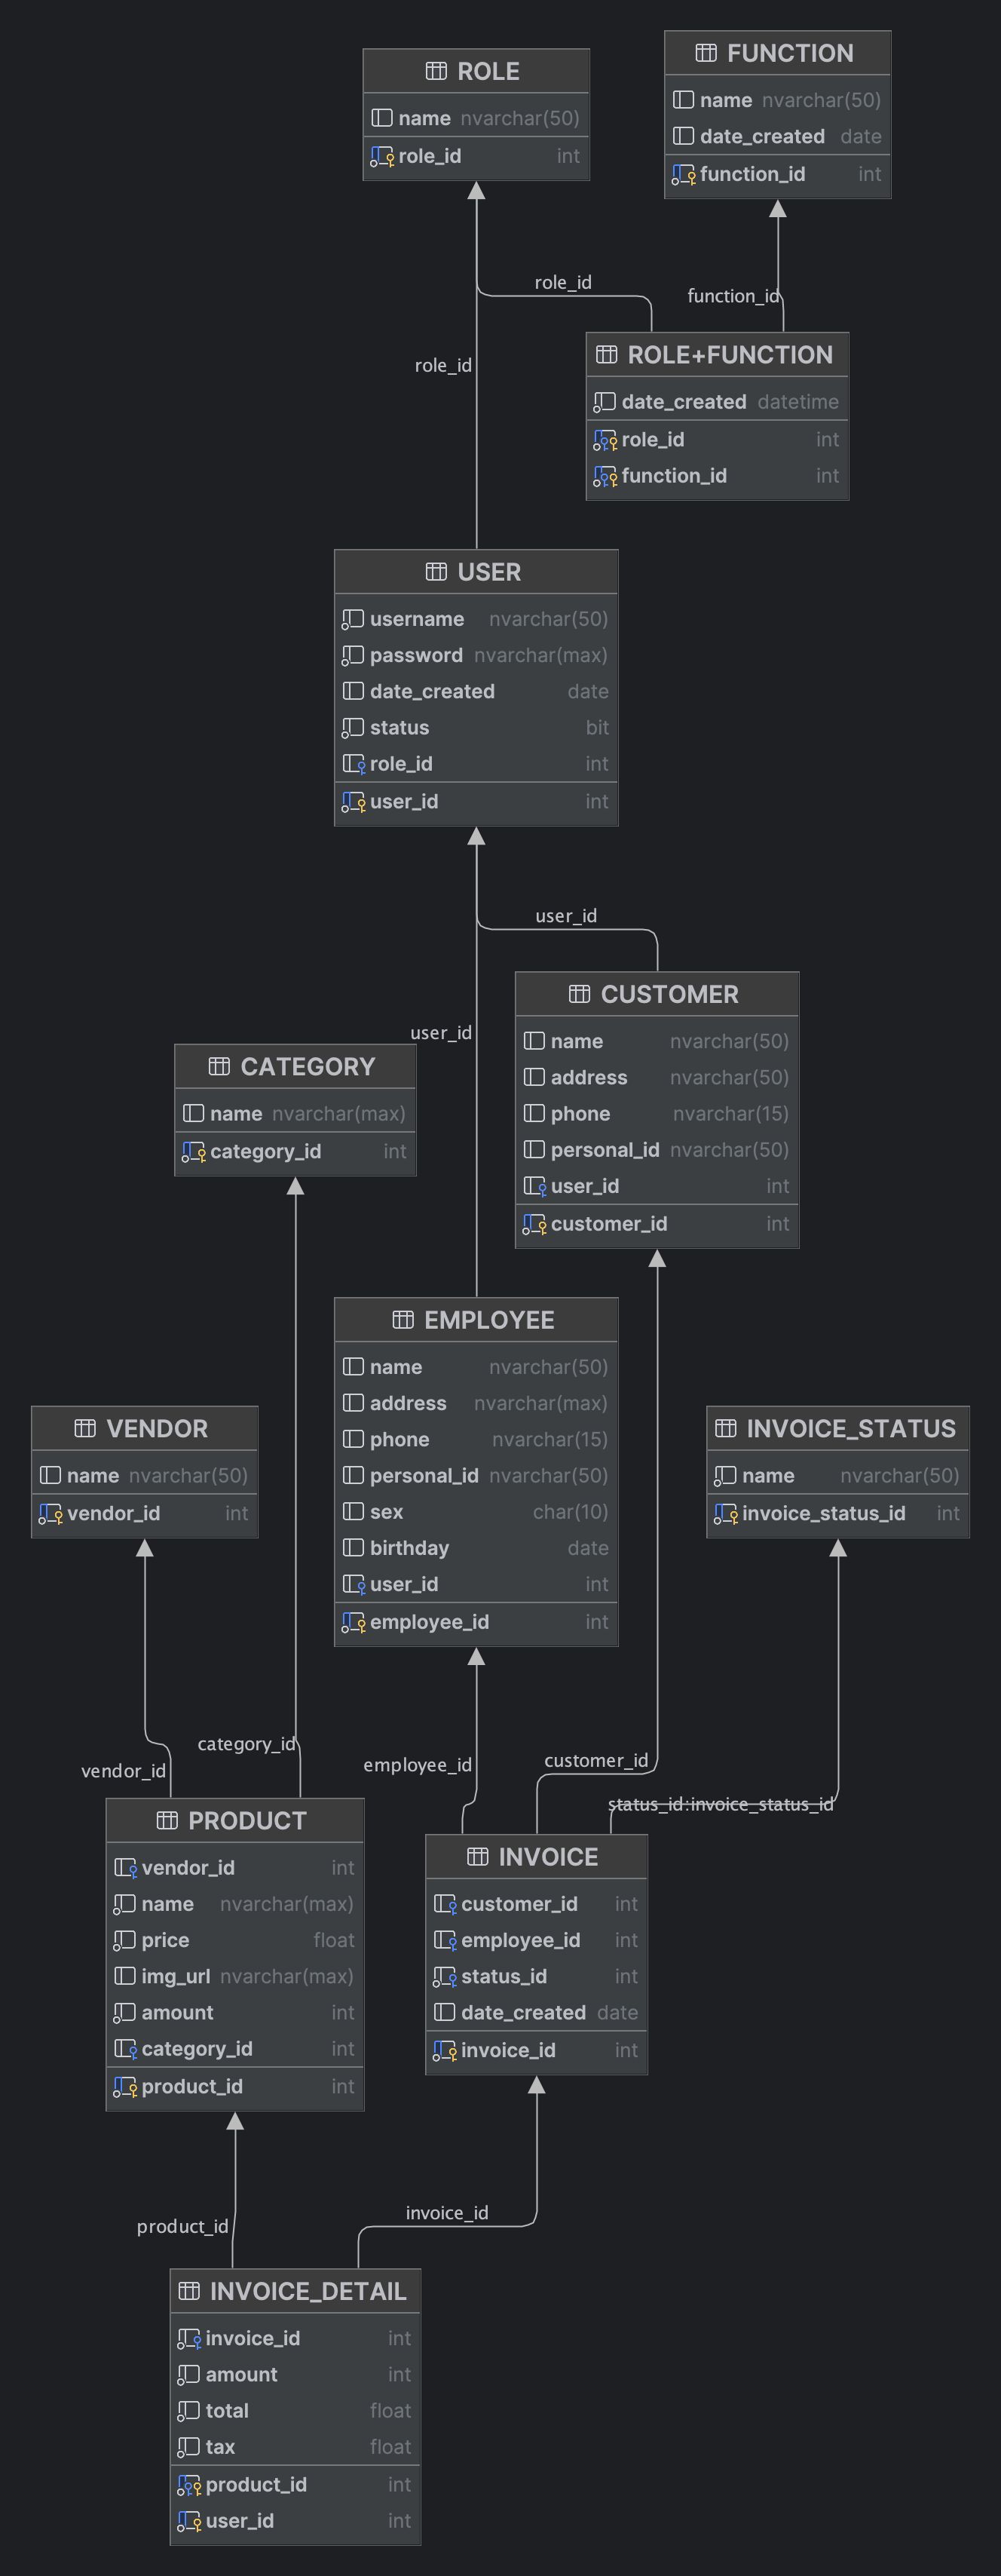 ROLE
name nvarchar(50)
role_id int
FUNCTION
name nvarchar(50)
date_created date
function_id int
role_id
function_id
role_id
ROLE+FUNCTION
date_created datetime
role_id int
function_id int
USER
username nvarchar(50)
password nvarchar(max)
date_created date
status bit
role_id int
user_id int
user_id
user_id
CUSTOMER
name nvarchar(50)
address nvarchar(50)
phone nvarchar(15)
personal_id nvarchar(50)
user_id int
customer_id int
CATEGORY
name nvarchar(max)
category_id int
EMPLOYEE
name nvarchar(50)
address nvarchar(max)
phone nvarchar(15)
personal_id nvarchar(50)
sex char(10)
birthday date
user_id int
employee_id int
VENDOR
name nvarchar(50)
vendor_id int
INVOICE_STATUS
name nvarchar(50)
invoice_status_id int
vendor_id
category_id
employee_id
customer_id
status_id:invoice_status_id
PRODUCT
vendor_id int
name nvarchar(max)
price float
img_url nvarchar(max)
amount int
category_id int
product_id int
INVOICE
customer_id int
employee_id int
status_id int
date_created date
invoice_id int
product_id
invoice_id
INVOICE_DETAIL
invoice_id int
amount int
total float
tax float
product_id int
user_id int